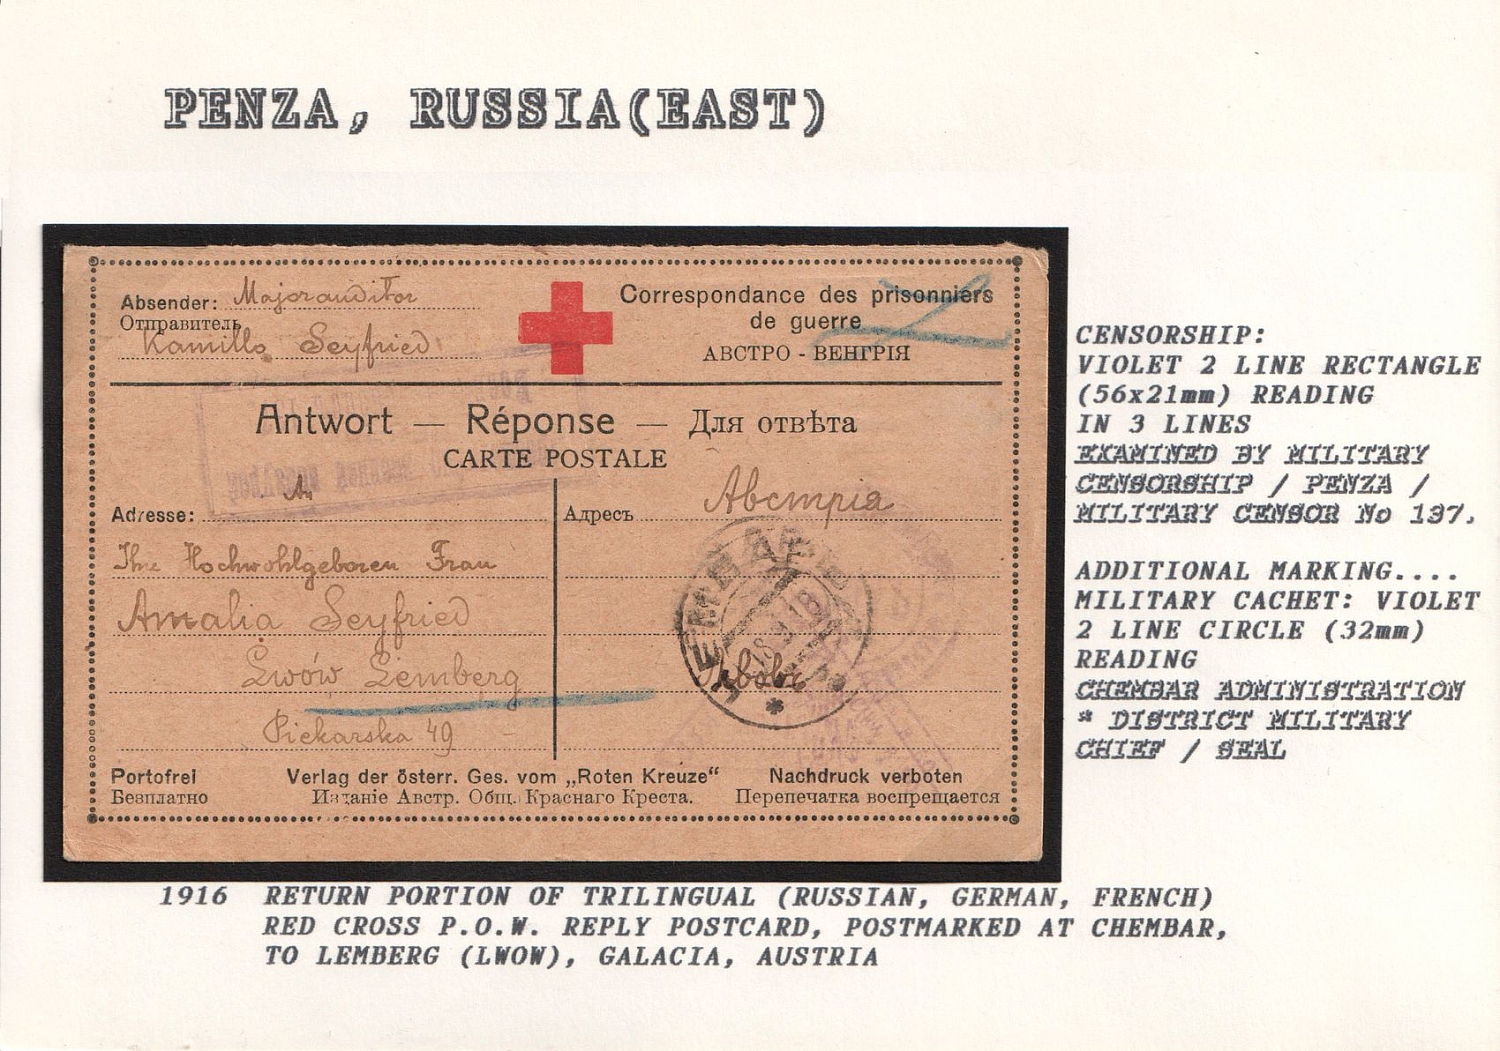 PENZA, RUSSIA(EAST)
Absender: Majorauditor
Отправитель
Kamillo Seyfried
Correspondance des prisonniers
de guerre
АВСТРО - ВЕНГРІЯ
Antwort — Réponse — Для отвѣта
CARTE POSTALE
An
Adresse:
Адресъ Австрія
Ihre Hochwohlgeboren Frau
Amalia Seyfried
Lwów Lemberg
Piekarska 49
ЧЕМБАРЪ
Portofrei Verlag der österr. Ges. vom „Roten Kreuze“ Nachdruck verboten
Безплатно Изданіе Австр. Общ. Краснаго Креста. Перепечатка воспрещается
CENSORSHIP:
VIOLET 2 LINE RECTANGLE
(56x21mm) READING
IN 3 LINES
EXAMINED BY MILITARY
CENSORSHIP / PENZA /
MILITARY CENSOR No 137.
ADDITIONAL MARKING....
MILITARY CACHET: VIOLET
2 LINE CIRCLE (32mm)
READING
CHEMBAR ADMINISTRATION
* DISTRICT MILITARY
CHIEF / SEAL
1916 RETURN PORTION OF TRILINGUAL (RUSSIAN, GERMAN, FRENCH)
RED CROSS P.O.W. REPLY POSTCARD, POSTMARKED AT CHEMBAR,
TO LEMBERG (LWOW), GALACIA, AUSTRIA